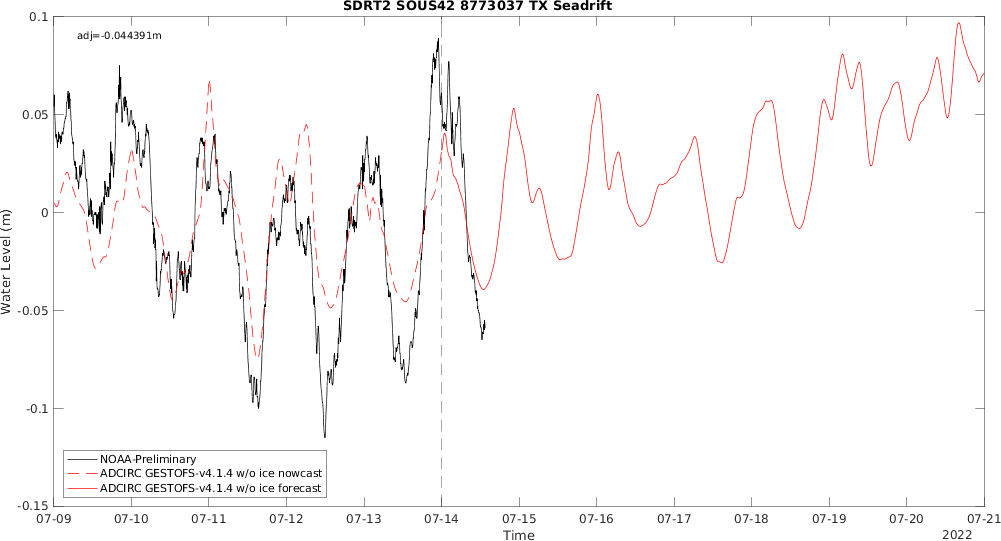 SDRT2 SOUS42 8773037 TX Seadrift
adj=-0.044391m
0.1
0.05
0
-0.05
-0.1
-0.15
Water Level (m)
NOAA-Preliminary
ADCIRC GESTOFS-v4.1.4 w/o ice nowcast
ADCIRC GESTOFS-v4.1.4 w/o ice forecast
07-09 07-10 07-11 07-12 07-13 07-14 07-15 07-16 07-17 07-18 07-19 07-20 07-21
Time
2022